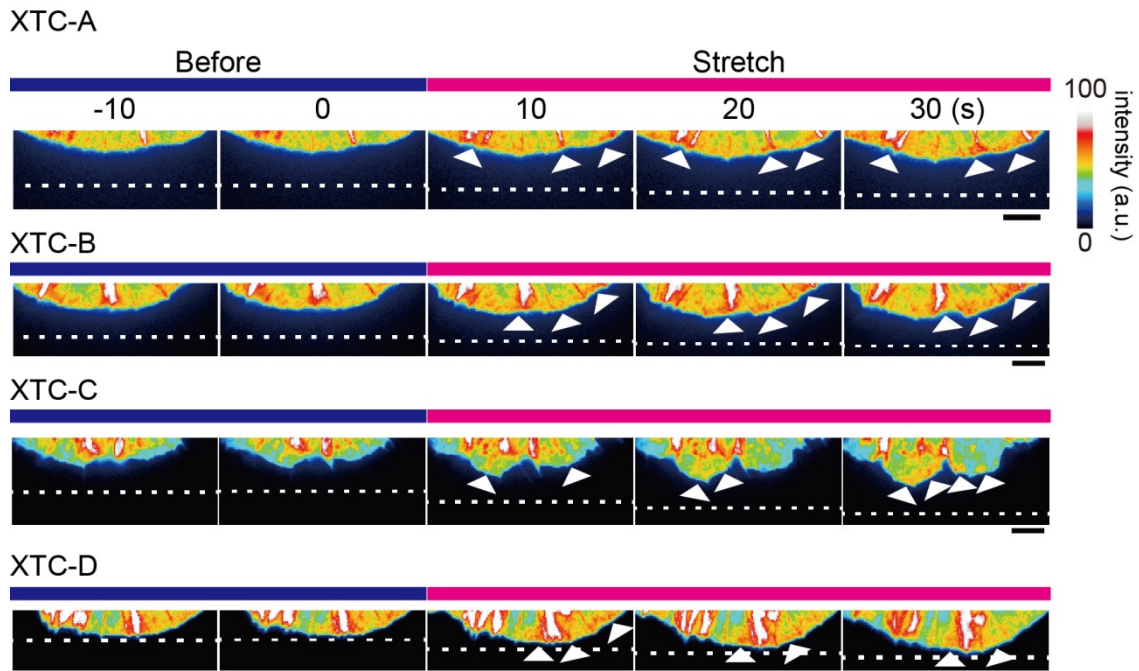 XTC-A
Before Stretch
-10 0 10 20 30 (s)
100
intensity (a.u.)
0
XTC-B
XTC-C
XTC-D